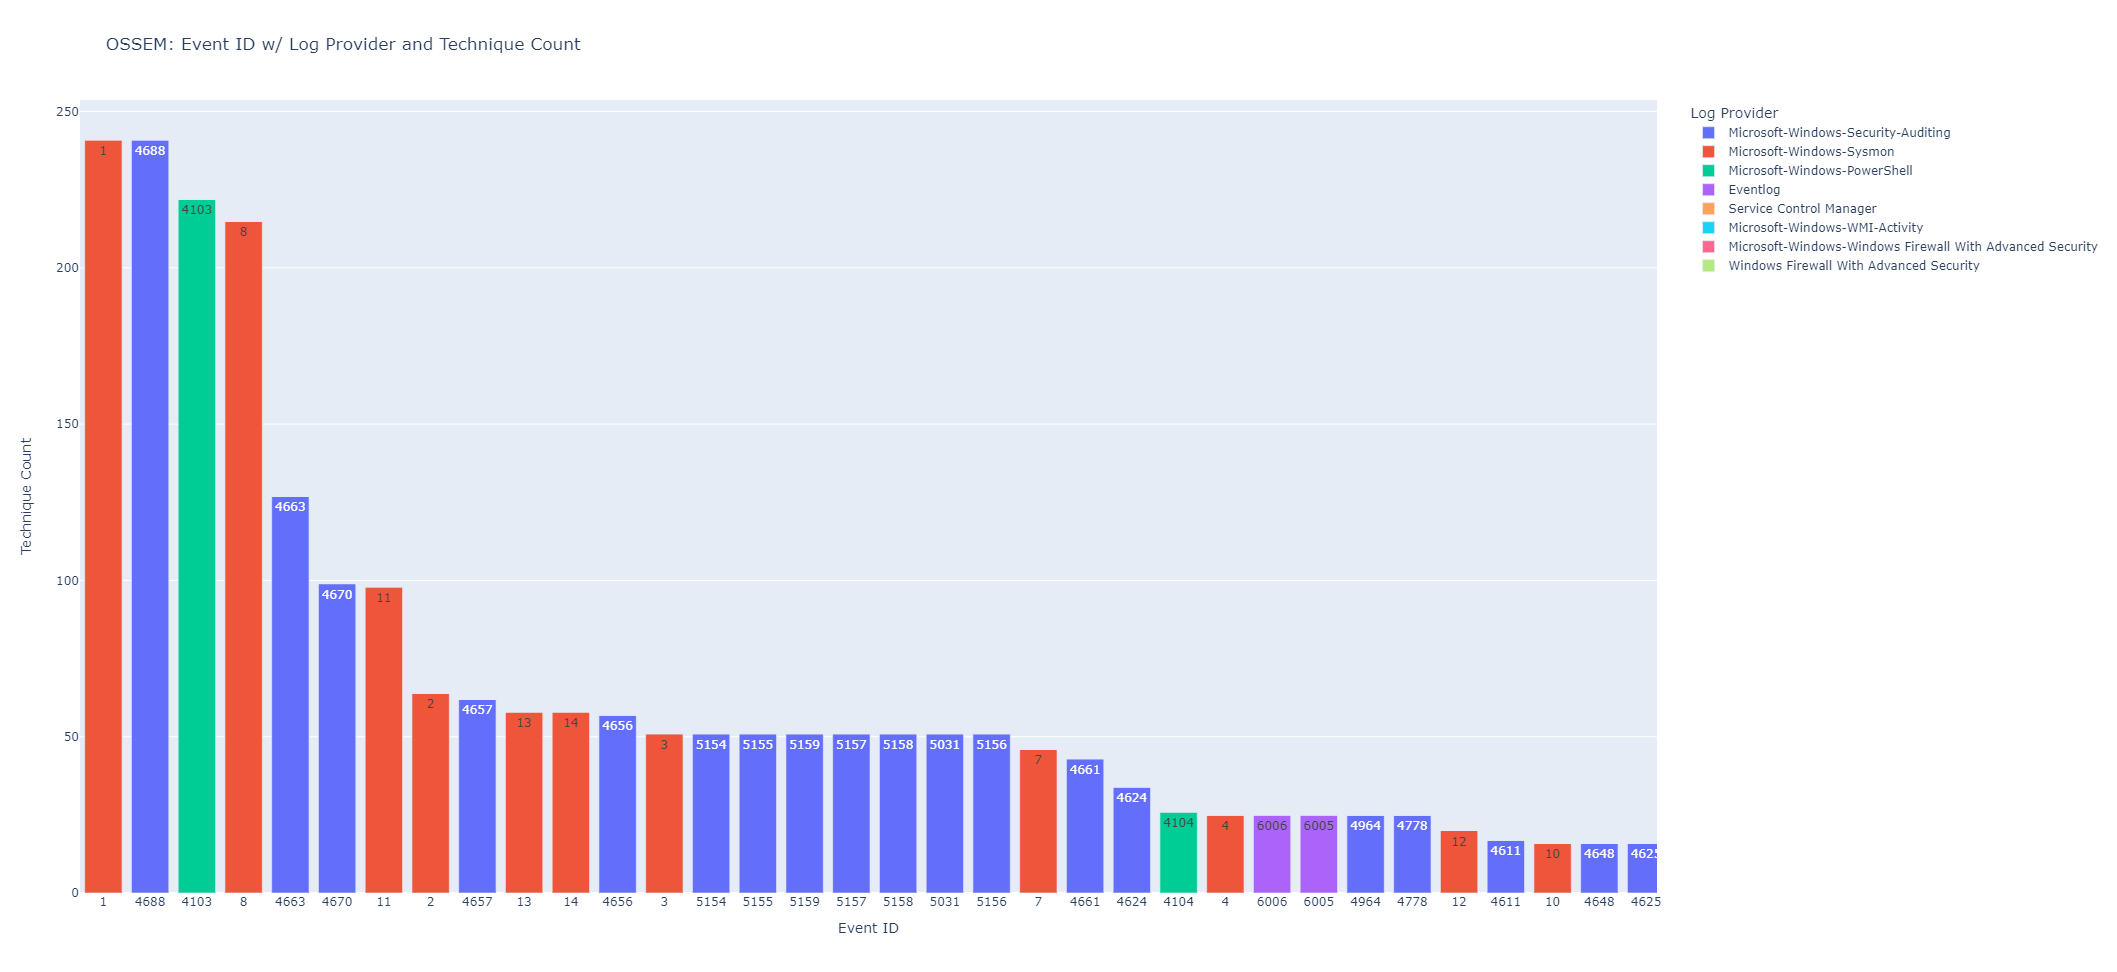 OSSEM: Event ID w/ Log Provider and Technique Count
Log Provider
Microsoft-Windows-Security-Auditing
Microsoft-Windows-Sysmon
Microsoft-Windows-PowerShell
Eventlog
Service Control Manager
Microsoft-Windows-WMI-Activity
Microsoft-Windows-Windows Firewall With Advanced Security
Windows Firewall With Advanced Security
Technique Count
250
200
150
100
50
0
1 4688 4103 8 4663 4670 11 2 4657 13 14 4656 3 5154 5155 5159 5157 5158 5031 5156 7 4661 4624 4104 4 6006 6005 4964 4778 12 4611 10 4648 4625
1 4688 4103 8 4663 4670 11 2 4657 13 14 4656 3 5154 5155 5159 5157 5158 5031 5156 7 4661 4624 4104 4 6006 6005 4964 4778 12 4611 10 4648 4625
Event ID